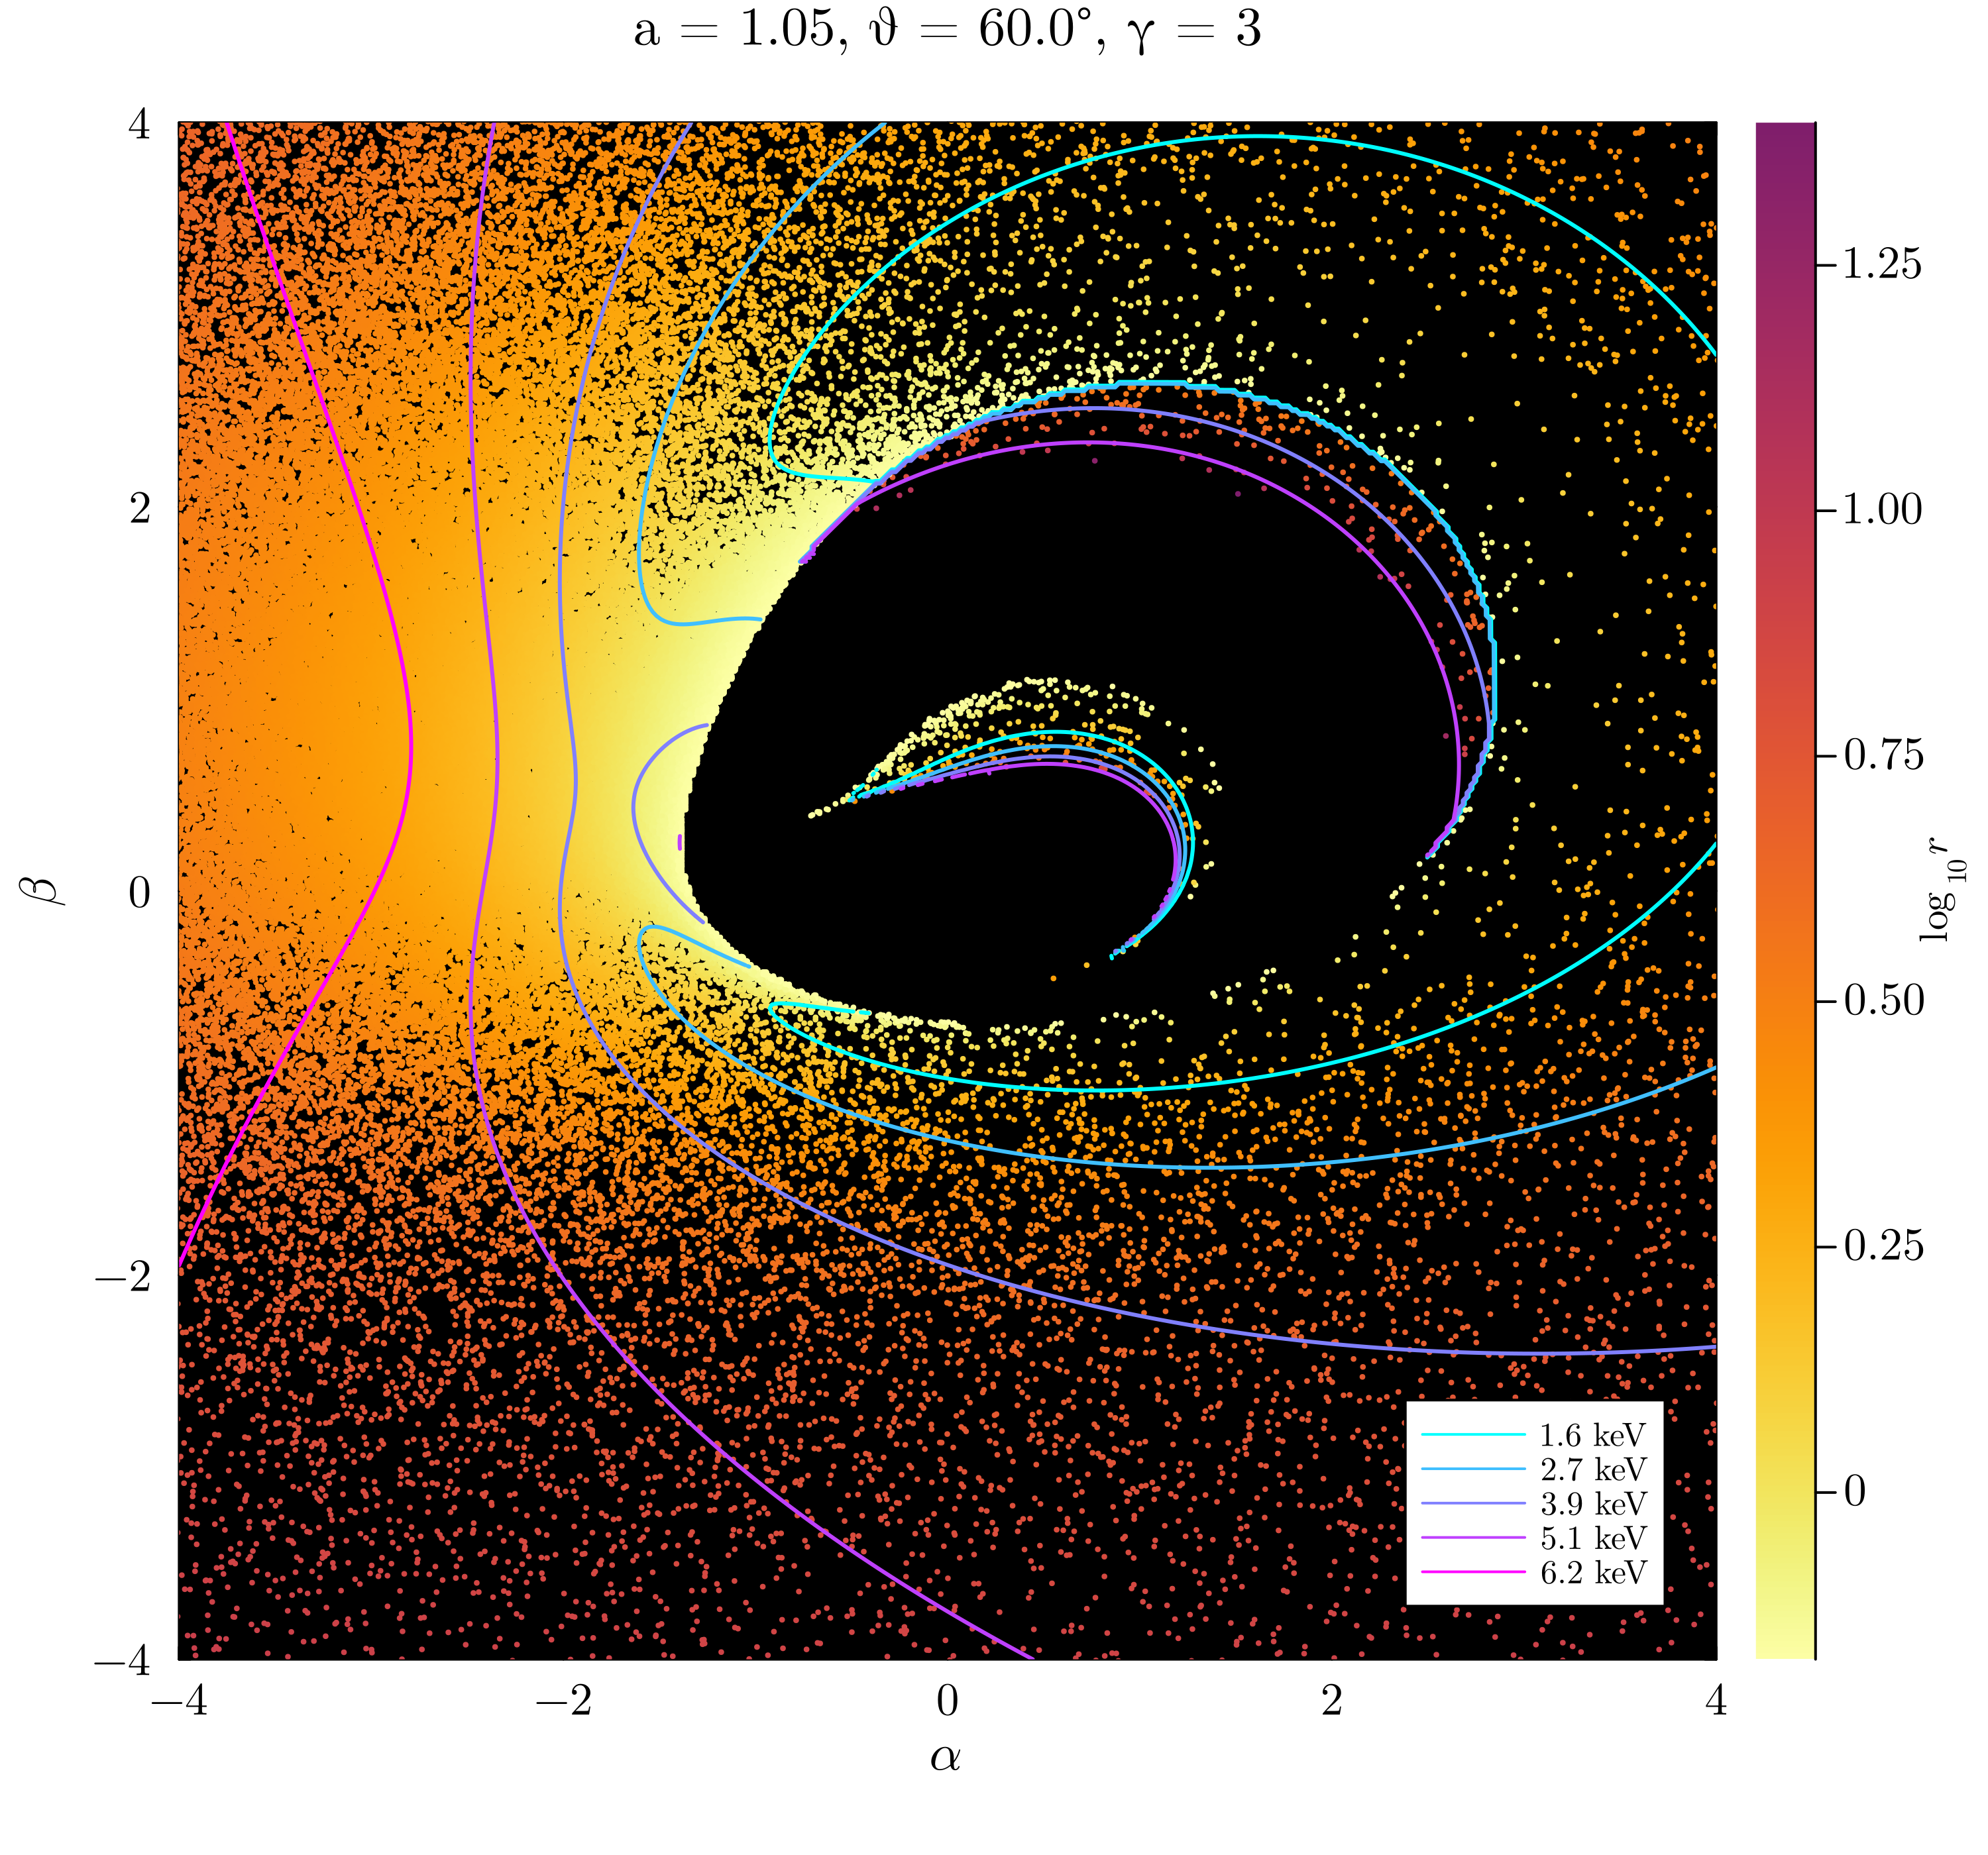 a = 1.05, ϑ = 60.0°, γ = 3
4
2
0
−2
−4
β
−4
−2
0
2
4
α
1.6 keV
2.7 keV
3.9 keV
5.1 keV
6.2 keV
1.25
1.00
0.75
0.50
0.25
0
log₁₀ r